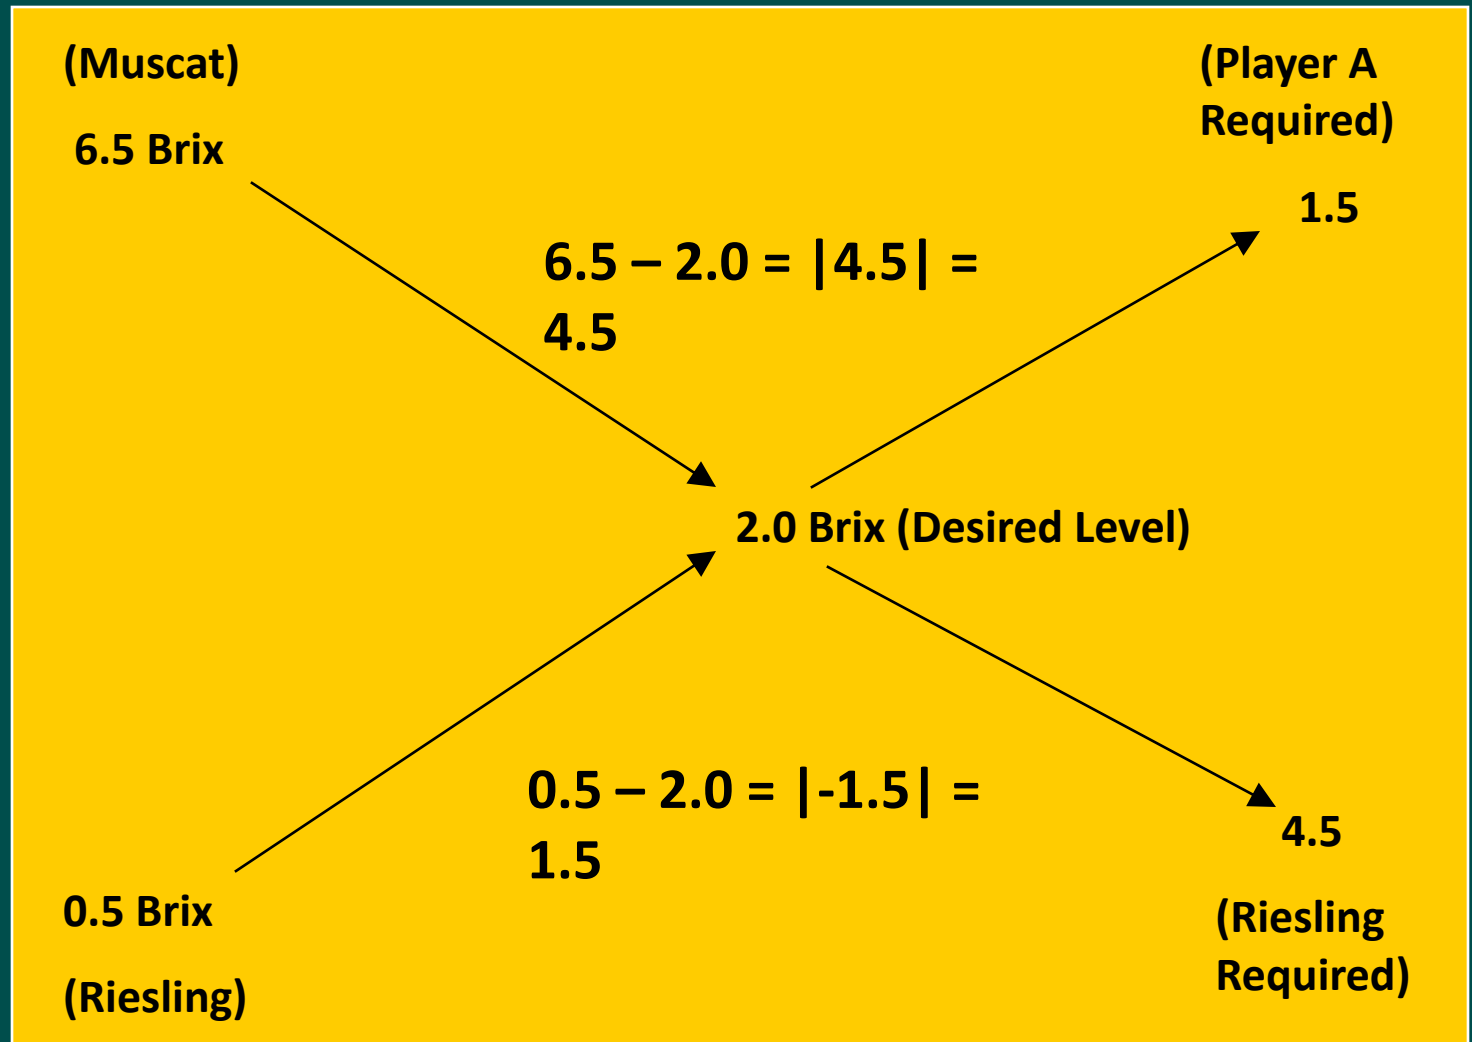 (Muscat)
6.5 Brix
(Player A
Required)
1.5
6.5 – 2.0 = |4.5| =
4.5
2.0 Brix (Desired Level)
0.5 – 2.0 = |-1.5| =
1.5
0.5 Brix
(Riesling)
4.5
(Riesling
Required)